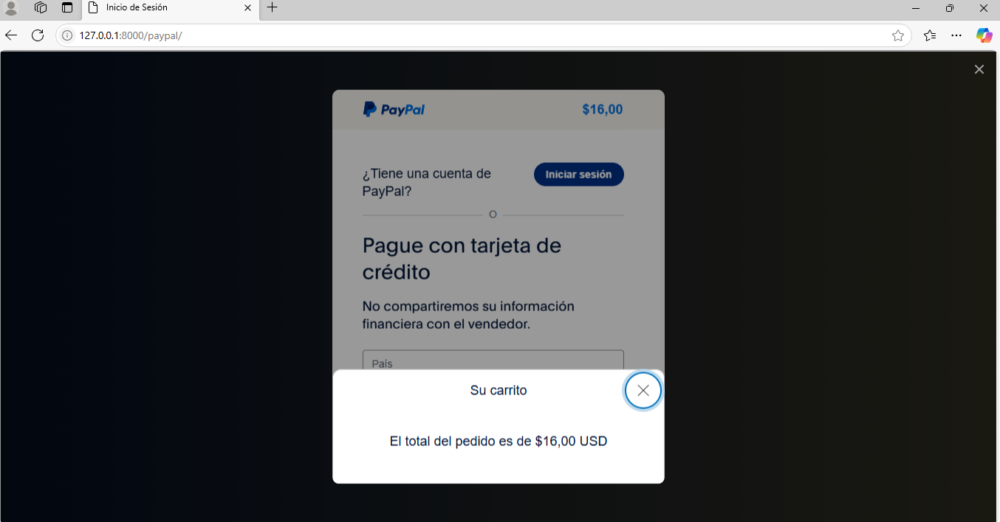 Inicio de Sesión
127.0.0.1:8000/paypal/
PayPal
$16,00
¿Tiene una cuenta de
PayPal?
Iniciar sesión
O
Pague con tarjeta de
crédito
No compartiremos su información
financiera con el vendedor.
País
Su carrito
El total del pedido es de $16,00 USD